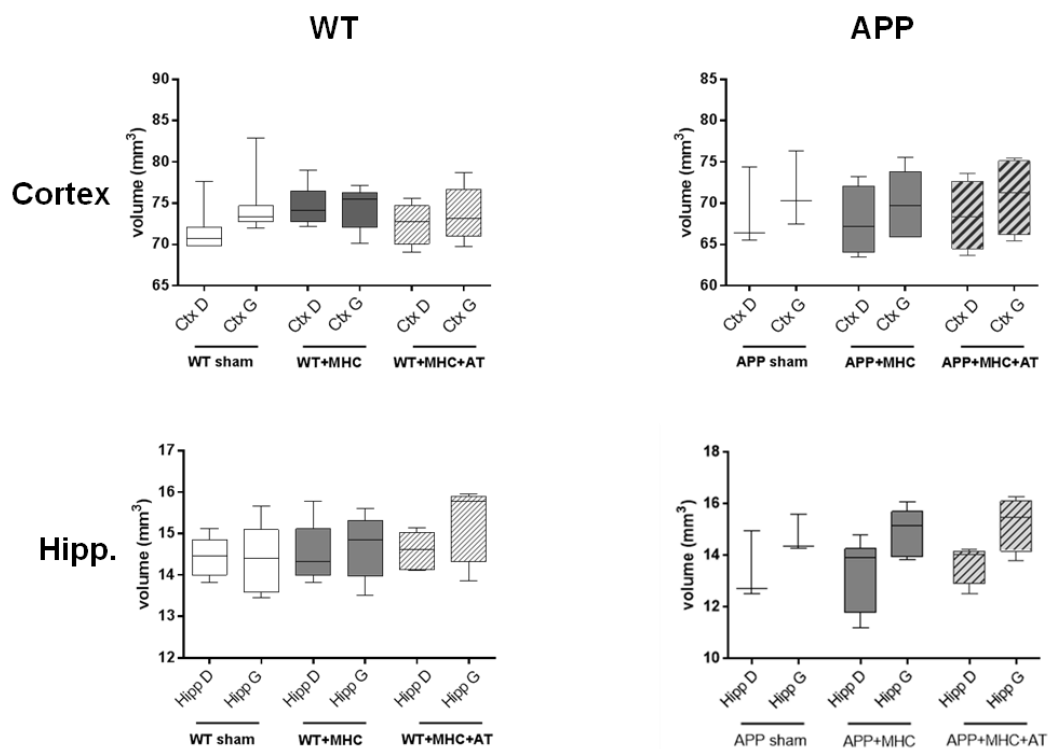 WT
APP
Cortex
volume (mm³)
90
85
80
75
70
65
Ctx D
Ctx G
Ctx D
Ctx G
Ctx D
Ctx G
WT sham
WT+MHC
WT+MHC+AT
volume (mm³)
85
80
75
70
65
60
Ctx D
Ctx G
Ctx D
Ctx G
Ctx D
Ctx G
APP sham
APP+MHC
APP+MHC+AT
Hipp.
volume (mm³)
17
16
15
14
13
12
Hipp D
Hipp G
Hipp D
Hipp G
Hipp D
Hipp G
WT sham
WT+MHC
WT+MHC+AT
volume (mm³)
18
16
14
12
10
Hipp D
Hipp G
Hipp D
Hipp G
Hipp D
Hipp G
APP sham
APP+MHC
APP+MHC+AT